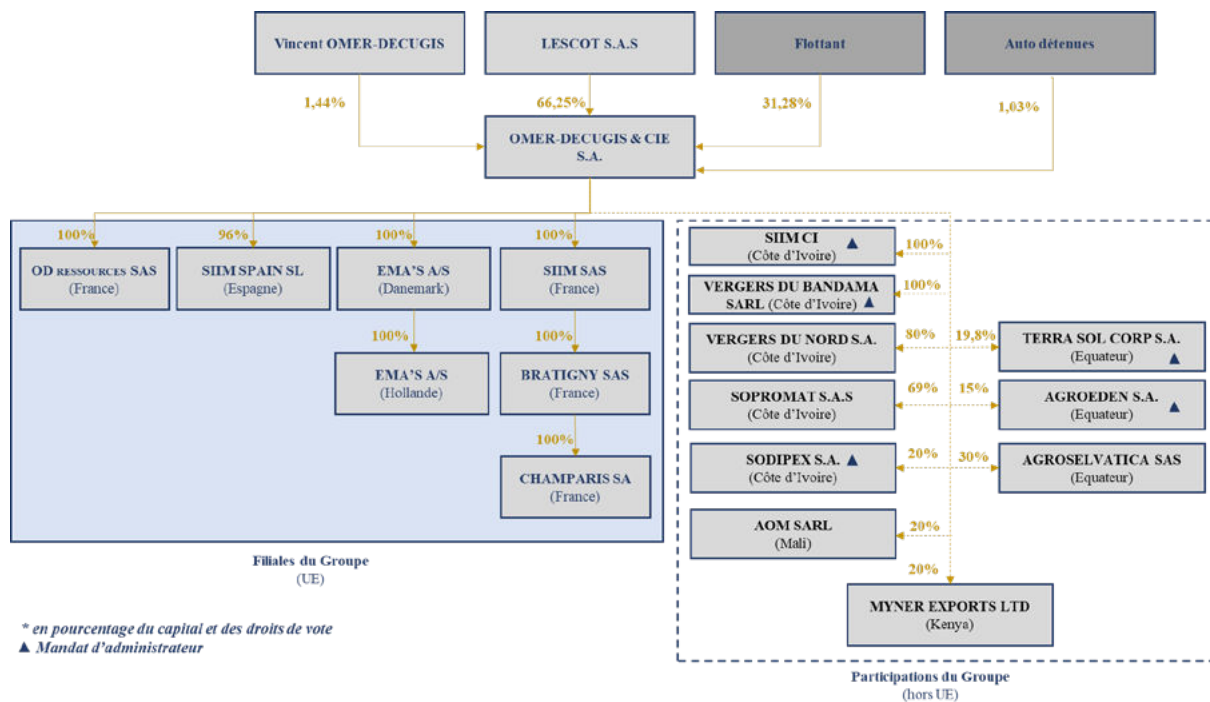 Vincent OMER-DECUGIS
LESCOT S.A.S
Flottant
Auto détenues
1,44%
66,25%
31,28%
1,03%
OMER-DECUGIS & CIE
S.A.
100%
96%
100%
100%
OD RESSOURCES SAS
(France)
SIIM SPAIN SL
(Espagne)
EMA'S A/S
(Danemark)
SIIM SAS
(France)
100%
100%
EMA'S A/S
(Hollande)
BRATIGNY SAS
(France)
100%
CHAMPARIS SA
(France)
Filiales du Groupe
(UE)
SIIM CI
(Côte d'Ivoire)
▲
100%
VERGERS DU BANDAMA
SARL (Côte d'Ivoire) ▲
100%
VERGERS DU NORD S.A.
(Côte d'Ivoire)
80%
19,8%
TERRA SOL CORP S.A.
(Equateur)
▲
SOPROMAT S.A.S
(Côte d'Ivoire)
69%
15%
AGROEDEN S.A.
(Equateur)
▲
SODIPEX S.A. ▲
(Côte d'Ivoire)
20%
30%
AGROSELVATICA SAS
(Equateur)
AOM SARL
(Mali)
20%
20%
MYNER EXPORTS LTD
(Kenya)
Participations du Groupe
(hors UE)
* en pourcentage du capital et des droits de vote
▲ Mandat d'administrateur